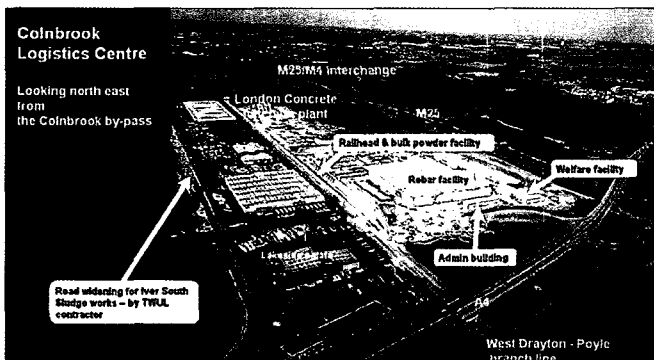 Colnbrook
Logistics Centre
M25/M4 interchange
Looking north east
from
the Colnbrook by-pass
London Concrete
plant
M25
Railhead & bulk powder facility
Rebar facility
Welfare facility
Lakeside
Admin building
Road widening for Iver South
Sludge works – by TWUL
contractor
A4
West Drayton - Poyle
branch line